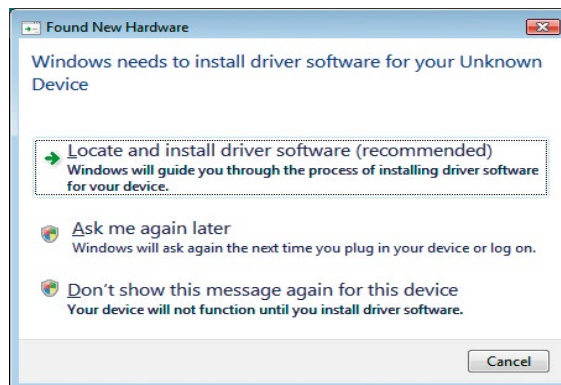 Found New Hardware
Windows needs to install driver software for your Unknown
Device
Locate and install driver software (recommended)
Windows will guide you through the process of installing driver software
for your device.
Ask me again later
Windows will ask again the next time you plug in your device or log on.
Don't show this message again for this device
Your device will not function until you install driver software.
Cancel